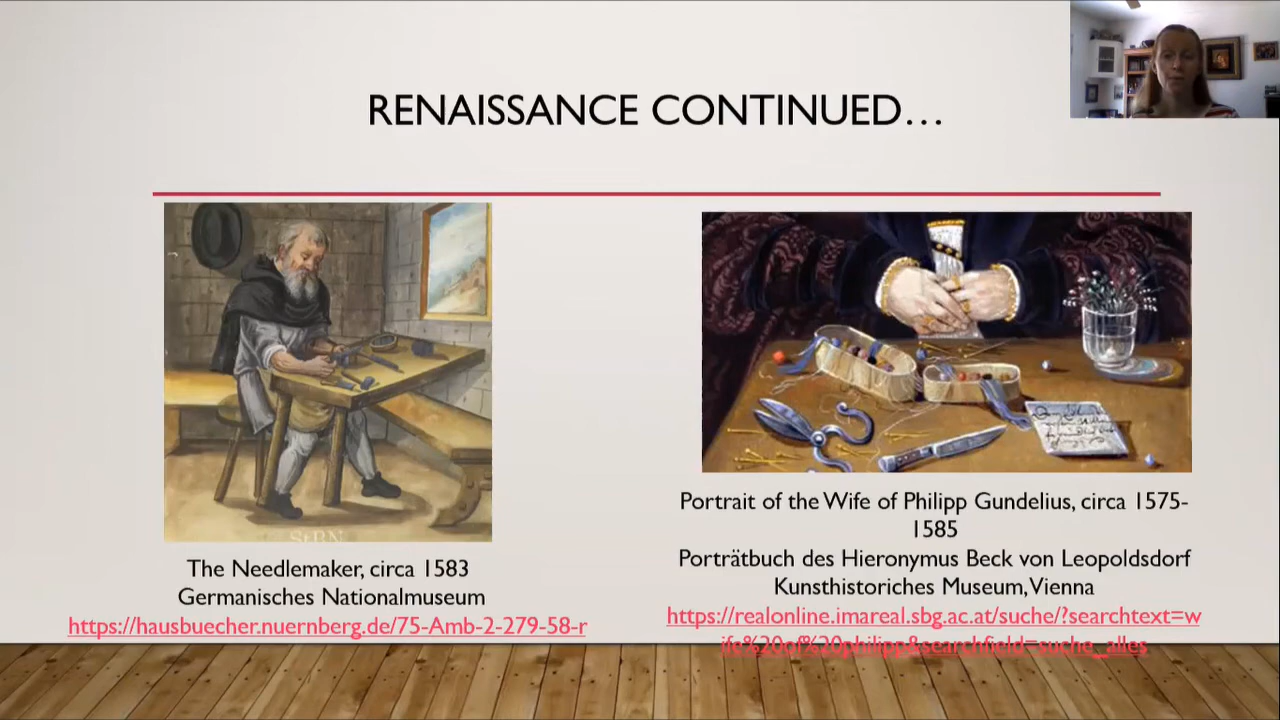 RENAISSANCE CONTINUED…
The Needlemaker, circa 1583
Germanisches Nationalmuseum
https://hausbuecher.nuernberg.de/75-Amb-2-279-58-r
StBN
Portrait of the Wife of Philipp Gundelius, circa 1575-
1585
Porträtbuch des Hieronymus Beck von Leopoldsdorf
Kunsthistoriches Museum, Vienna
https://realonline.imareal.sbg.ac.at/suche/?searchtext=w
ife%20of%20philipp&searchfield=suche_alles